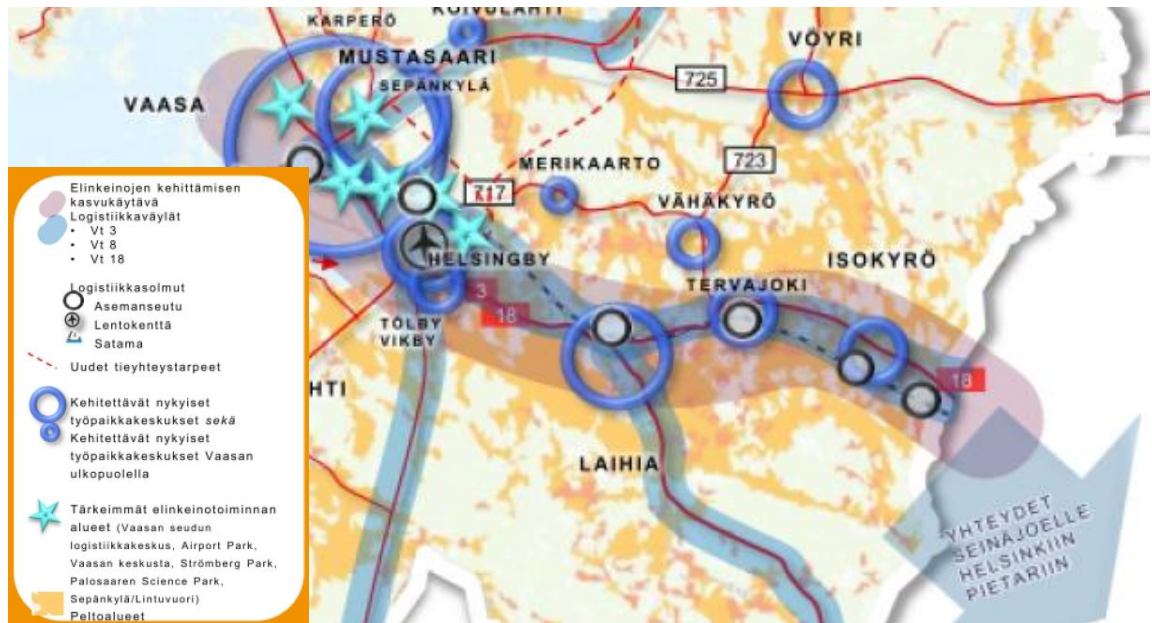 KOIVULAHTI
KARPERÖ
MUSTASAARI
SEPÄNKYLÄ
VAASA
VÖYRI
725
723
MERIKAARTO
717
VÄHÄKYRÖ
ISOKYRÖ
HELSINGBY
TERVAJOKI
3
18
TÖLBY
VIKBY
18
HTI
LAIHIA
YHTEYDET
SEINÄJOELLE
HELSINKIIN
PIETARIIN
Elinkeinojen kehittämisen
kasvukäytävä
Logistiikkaväylät
• Vt 3
• Vt 8
• Vt 18
Logistiikkasolmut
Asemanseutu
Lentokenttä
Satama
Uudet tieyhteystarpeet
Kehitettävät nykyiset
työpaikkakeskukset sekä
Kehitettävät nykyiset
työpaikkakeskukset Vaasan
ulkopuolella
Tärkeimmät elinkeinotoiminnan
alueet (Vaasan seudun
logistiikkakeskus, Airport Park,
Vaasan keskusta, Strömberg Park,
Palosaaren Science Park,
Sepänkylä/Lintuvuori)
Peltoalueet